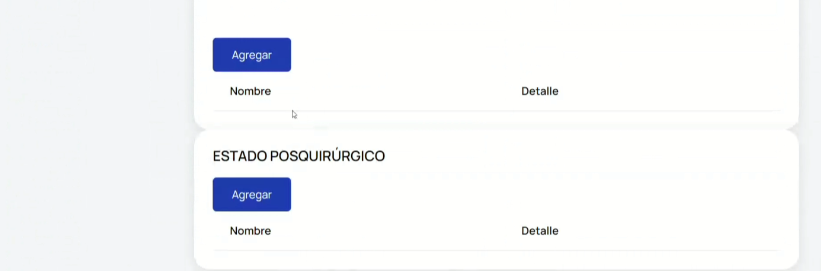 Agregar
Nombre Detalle
ESTADO POSQUIRÚRGICO
Agregar
Nombre Detalle